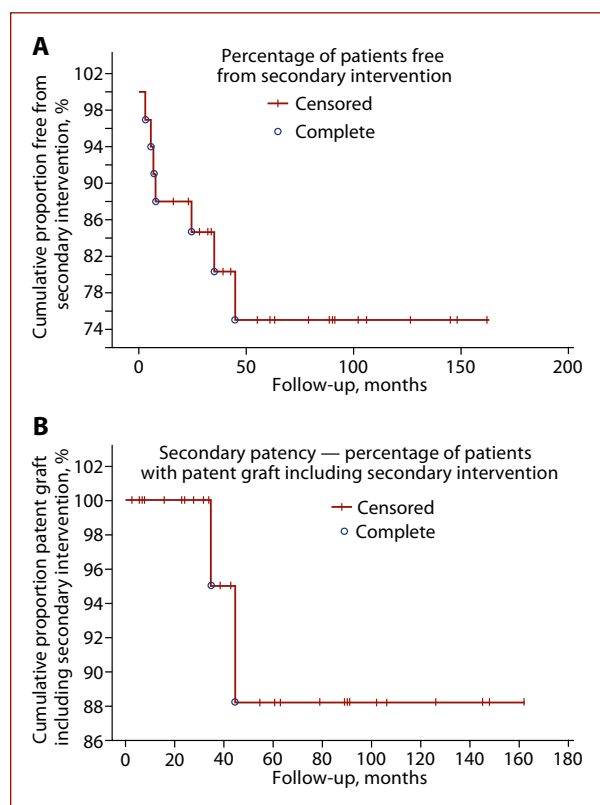 A
Percentage of patients free
from secondary intervention
Censored
Complete
Cumulative proportion free from
secondary intervention, %
102
98
94
90
86
82
78
74
0
50
100
150
200
Follow-up, months
B
Secondary patency — percentage of patients
with patent graft including secondary intervention
Censored
Complete
Cumulative proportion patent graft
including secondary intervention, %
102
100
98
96
94
92
90
88
86
0
20
40
60
80
100
120
140
160
180
Follow-up, months